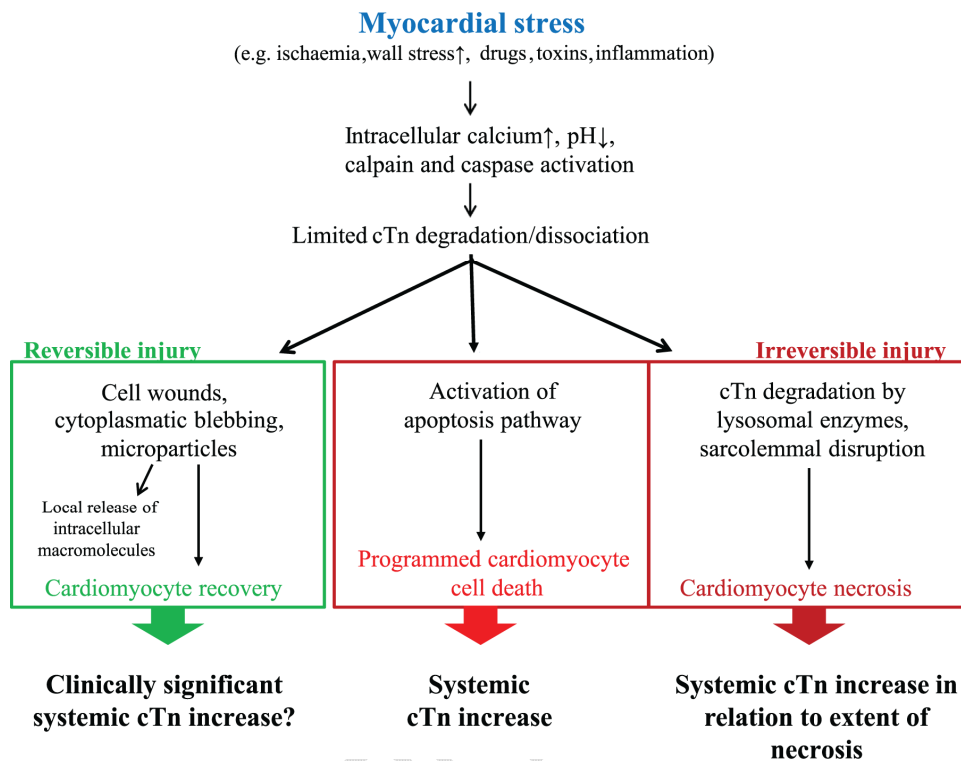 Myocardial stress
(e.g. ischaemia,wall stress↑, drugs,toxins,inflammation)
Intracellular calcium↑, pH↓,
calpain and caspase activation
Limited cTn degradation/dissociation
Reversible injury
Irreversible injury
Cell wounds,
cytoplasmatic blebbing,
microparticles
Local release of
intracellular
macromolecules
Cardiomyocyte recovery
Activation of
apoptosis pathway
Programmed cardiomyocyte
cell death
cTn degradation by
lysosomal enzymes,
sarcolemmal disruption
Cardiomyocyte necrosis
Clinically significant
systemic cTn increase?
Systemic
cTn increase
Systemic cTn increase in
relation to extent of
necrosis